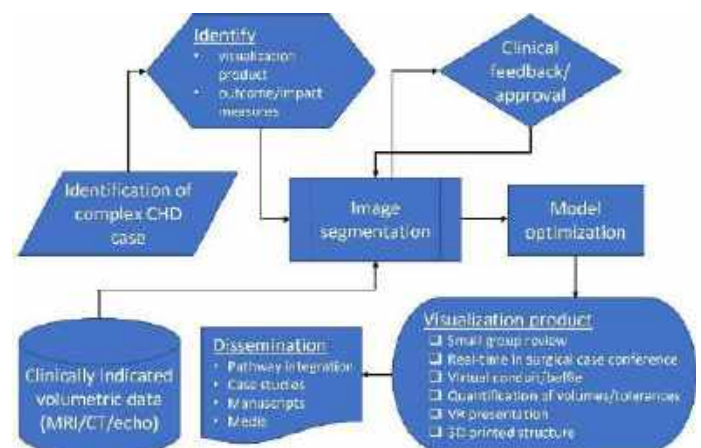 Identify
• visualization
product
• outcome/impact
measures
Clinical
feedback/
approval
Identification of
complex CHD
case
Image
segmentation
Model
optimization
Clinically indicated
volumetric data
(MRI/CT/echo)
Dissemination
• Pathway integration
• Case studies
• Manuscripts
• Media
Visualization product
❑ Small group review
❑ Real-time in surgical case conference
❑ Virtual conduit/baffle
❑ Quantification of volumes/tolerances
❑ VR presentation
❑ 3D printed structure